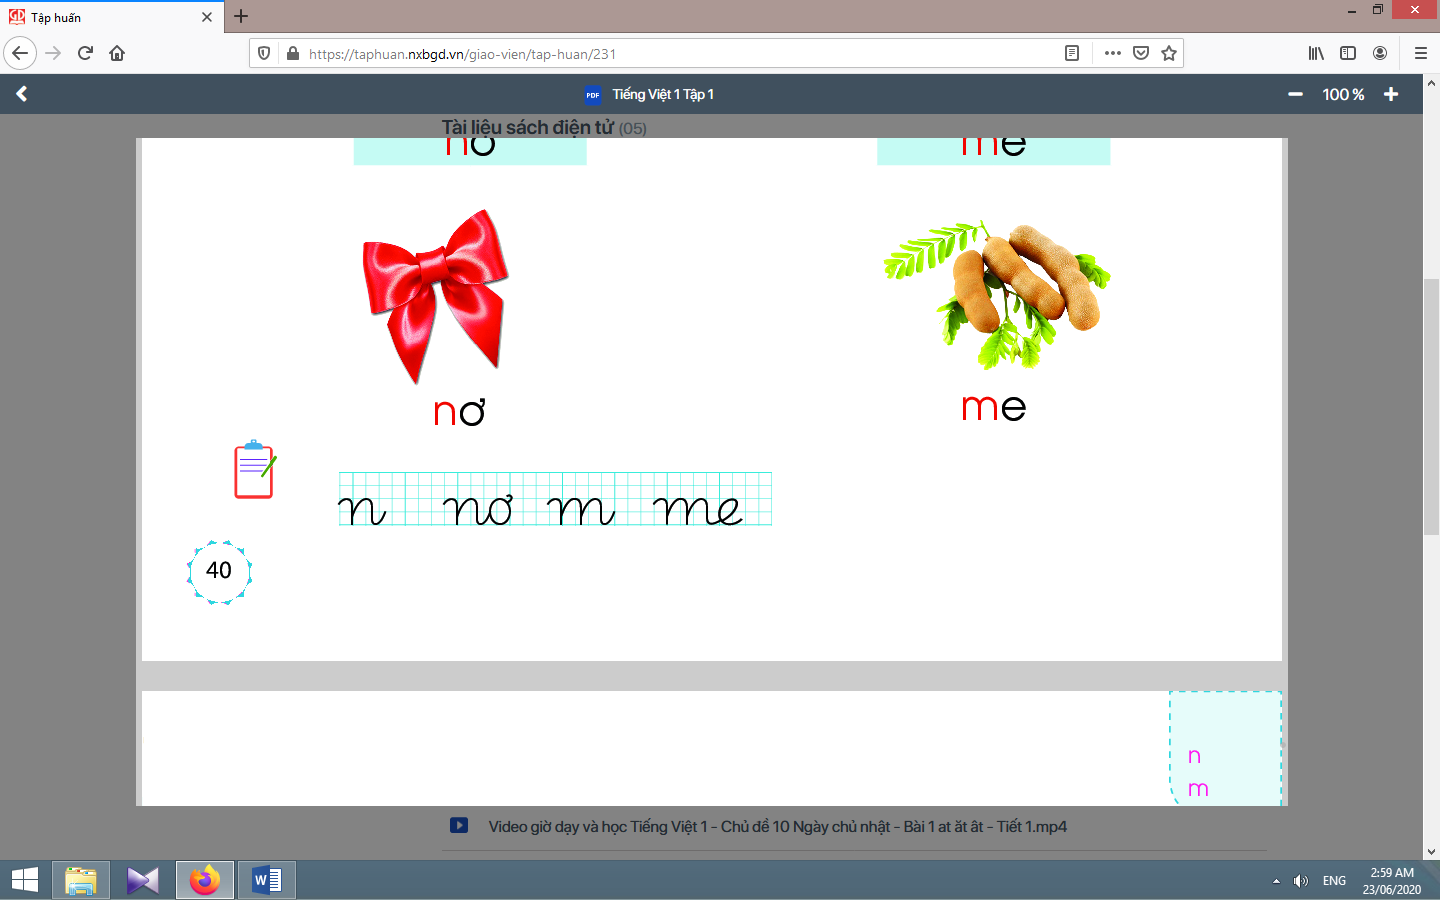 Tập huấn
https://taphuan.nxbgd.vn/giao-vien/tap-huan/231
PDF Tiếng Việt 1 Tập 1
100 %
Tài liệu sách điện tử (05)
me
nơ
me
n nơ m me
40
n
m
Video giờ dạy và học Tiếng Việt 1 - Chủ đề 10 Ngày chủ nhật - Bài 1 at ăt ât - Tiết 1.mp4
ENG
2:59 AM
23/06/2020